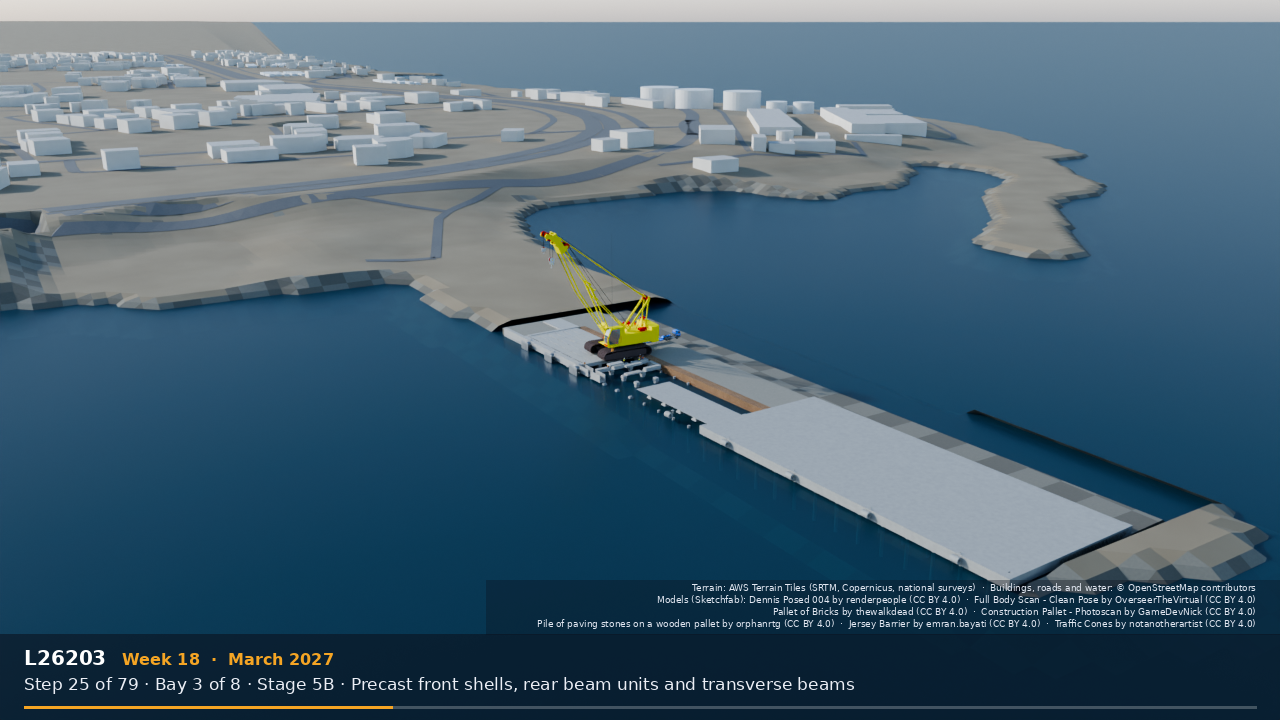 Terrain: AWS Terrain Tiles (SRTM, Copernicus, national surveys) · Buildings, roads and water: © OpenStreetMap contributors
Models (Sketchfab): Dennis Posed 004 by renderpeople (CC BY 4.0) · Full Body Scan - Clean Pose by OverseerTheVirtual (CC BY 4.0)
Pallet of Bricks by thewalkdead (CC BY 4.0) · Construction Pallet - Photoscan by GameDevNick (CC BY 4.0)
Pile of paving stones on a wooden pallet by orphanrtg (CC BY 4.0) · Jersey Barrier by emran.bayati (CC BY 4.0) · Traffic Cones by notanotherartist (CC BY 4.0)
L26203 Week 18 · March 2027
Step 25 of 79 · Bay 3 of 8 · Stage 5B · Precast front shells, rear beam units and transverse beams